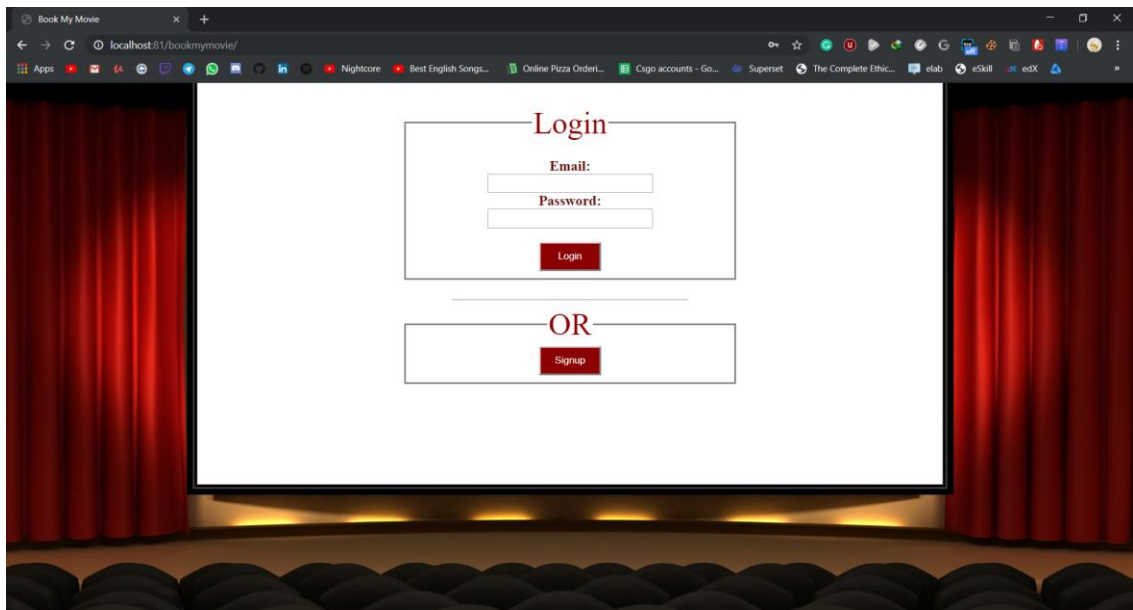 Book My Movie
localhost:81/bookmymovie/
Apps Nightcore Best English Songs... Online Pizza Orderi... Csgo accounts - Go... Superset The Complete Ethic... elab eSkill edX
Login
Email:
Password:
Login
OR
Signup